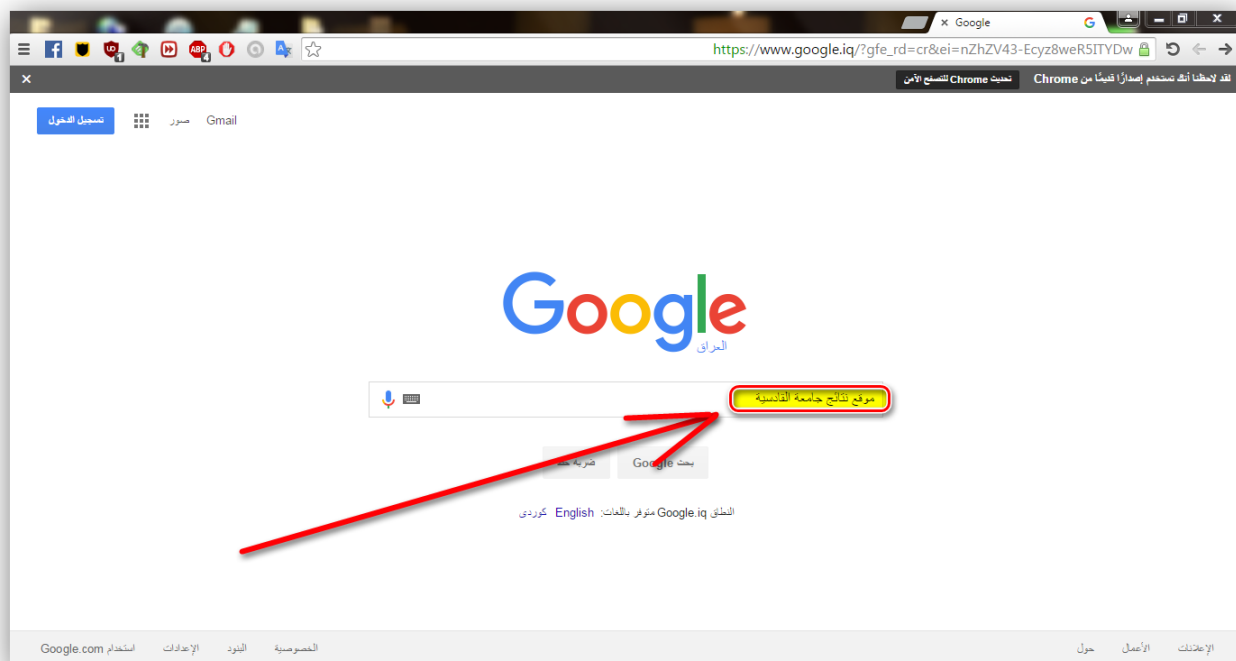 Google
https://www.google.iq/?gfe_rd=cr&ei=nZhZV43-Ecyz8weR5ITYDw
لقد لاحظنا أنك تستخدم إصدارًا قديمًا من Chrome تحديث Chrome للتصفح الآمن
Gmail صور تسجيل الدخول
Google
العراق
موقع نتائج جامعة القادسية
بحث Google ضربة حظ
النطاق Google.iq متوفر باللغات: English كوردی
الإعلانات الأعمال حول الخصوصية البنود الإعدادات استخدام Google.com